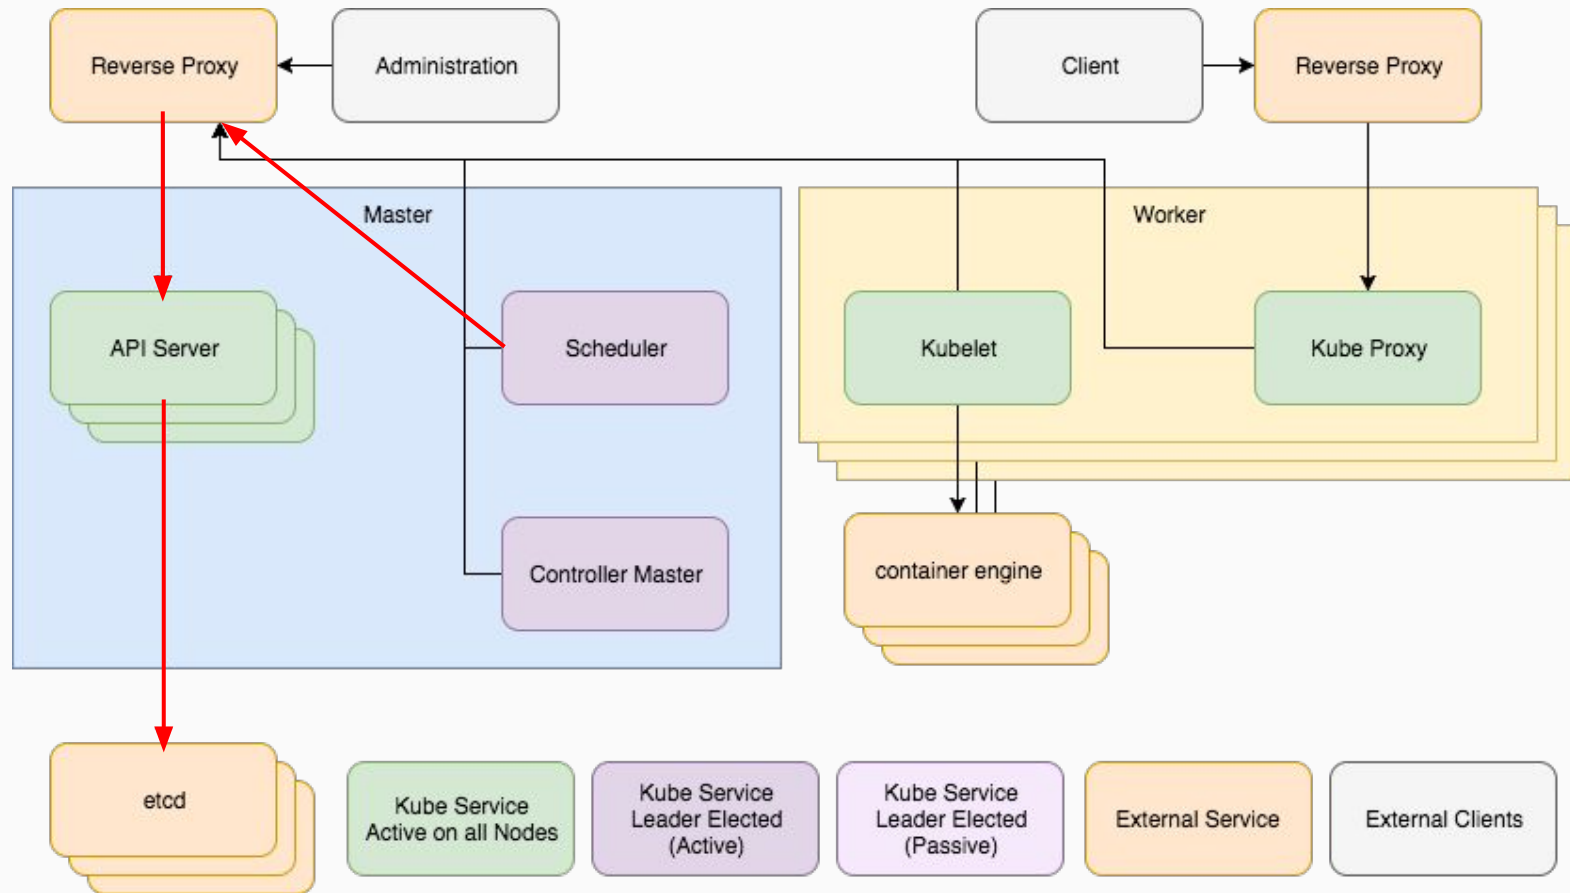 Reverse Proxy
Administration
Client
Reverse Proxy
Master
Worker
API Server
Scheduler
Kubelet
Kube Proxy
Controller Master
container engine
etcd
Kube Service
Active on all Nodes
Kube Service
Leader Elected
(Active)
Kube Service
Leader Elected
(Passive)
External Service
External Clients